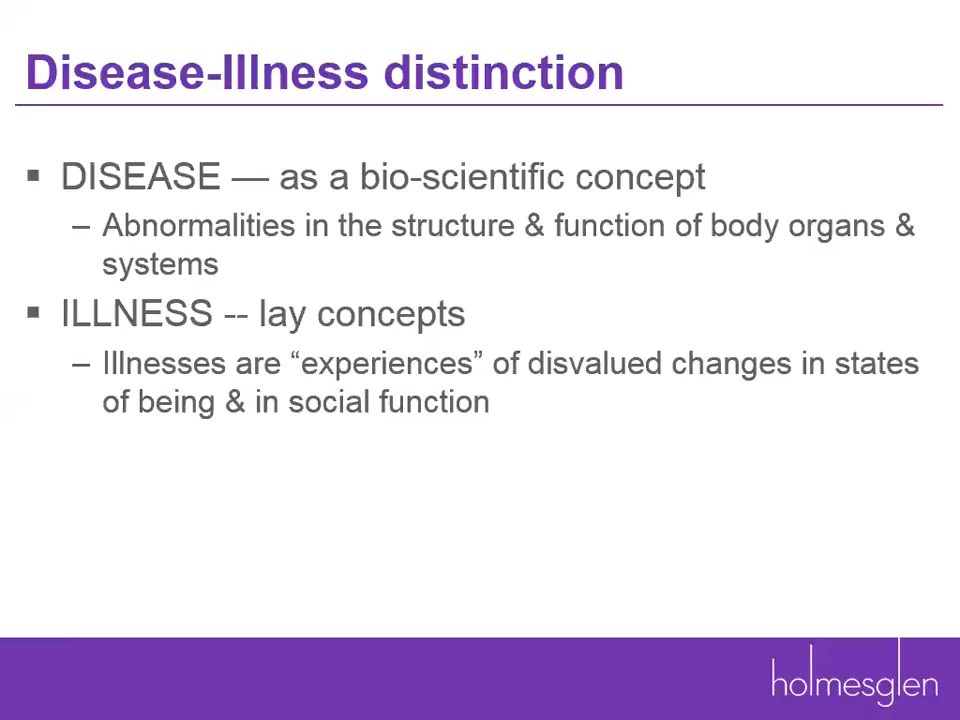 Disease-Illness distinction
▪ DISEASE — as a bio-scientific concept
– Abnormalities in the structure & function of body organs &
systems
▪ ILLNESS -- lay concepts
– Illnesses are “experiences” of disvalued changes in states
of being & in social function
holmesglen